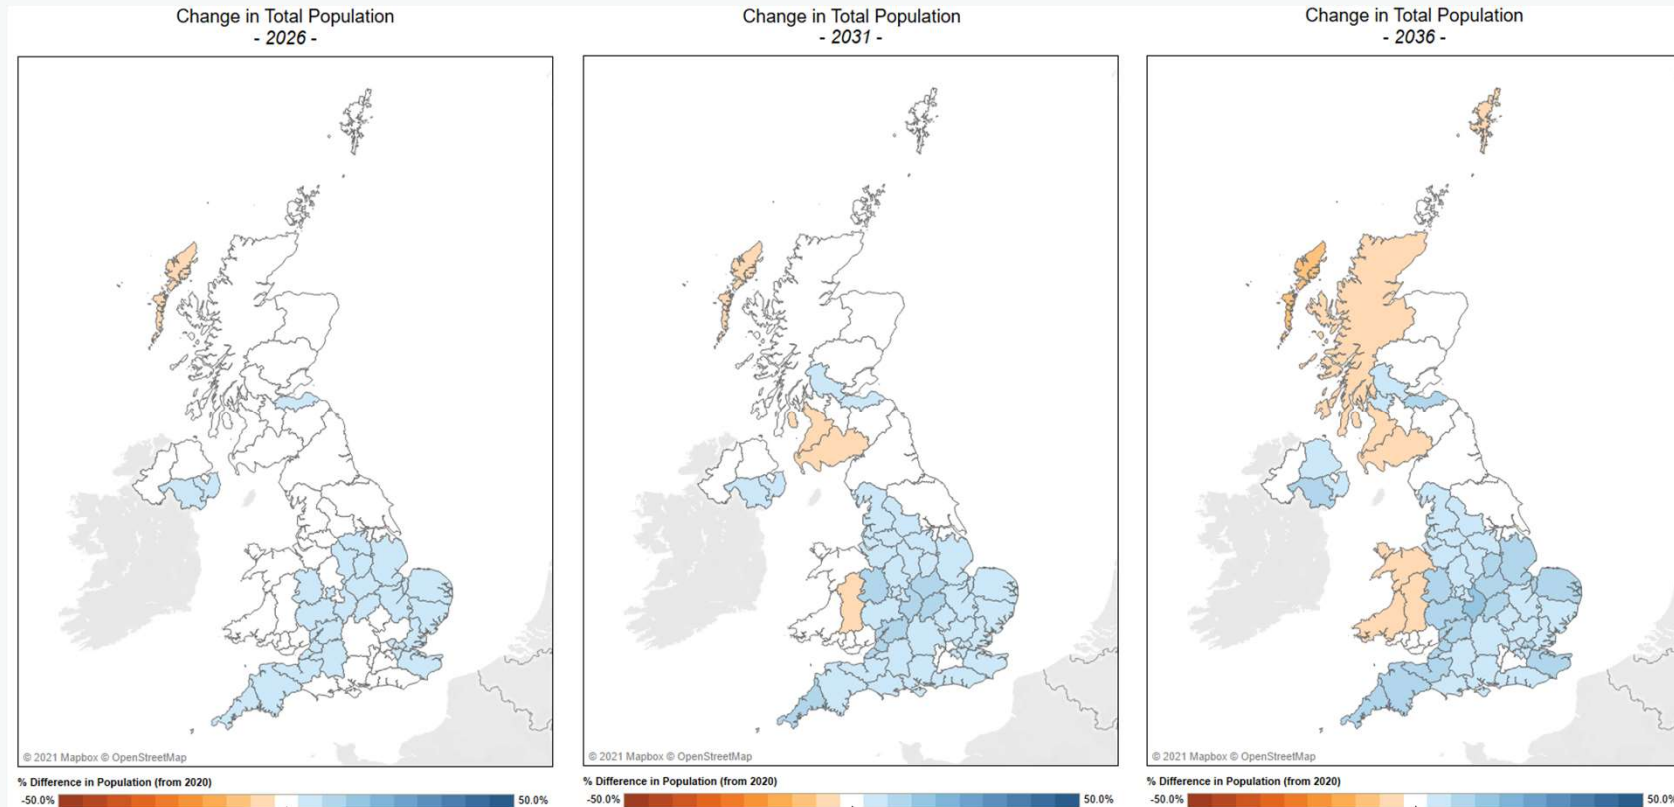 Change in Total Population
- 2026 -
© 2021 Mapbox © OpenStreetMap
% Difference in Population (from 2020)
-50.0% 50.0%
Change in Total Population
- 2031 -
© 2021 Mapbox © OpenStreetMap
% Difference in Population (from 2020)
-50.0% 50.0%
Change in Total Population
- 2036 -
© 2021 Mapbox © OpenStreetMap
% Difference in Population (from 2020)
-50.0% 50.0%